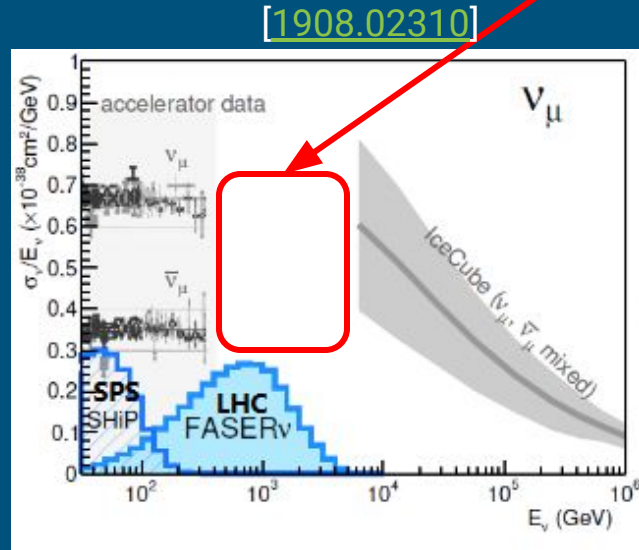 [1908.02310]
1
0.9
0.8
0.7
0.6
0.5
0.4
0.3
0.2
0.1
0
σν/Eν (×10⁻³⁸cm²/GeV)
accelerator data
νμ
νμ
ν̄μ
IceCube (νμ, ν̄μ mixed)
SPS
SHiP
LHC
FASERν
10² 10³ 10⁴ 10⁵ 10⁶
Eν (GeV)